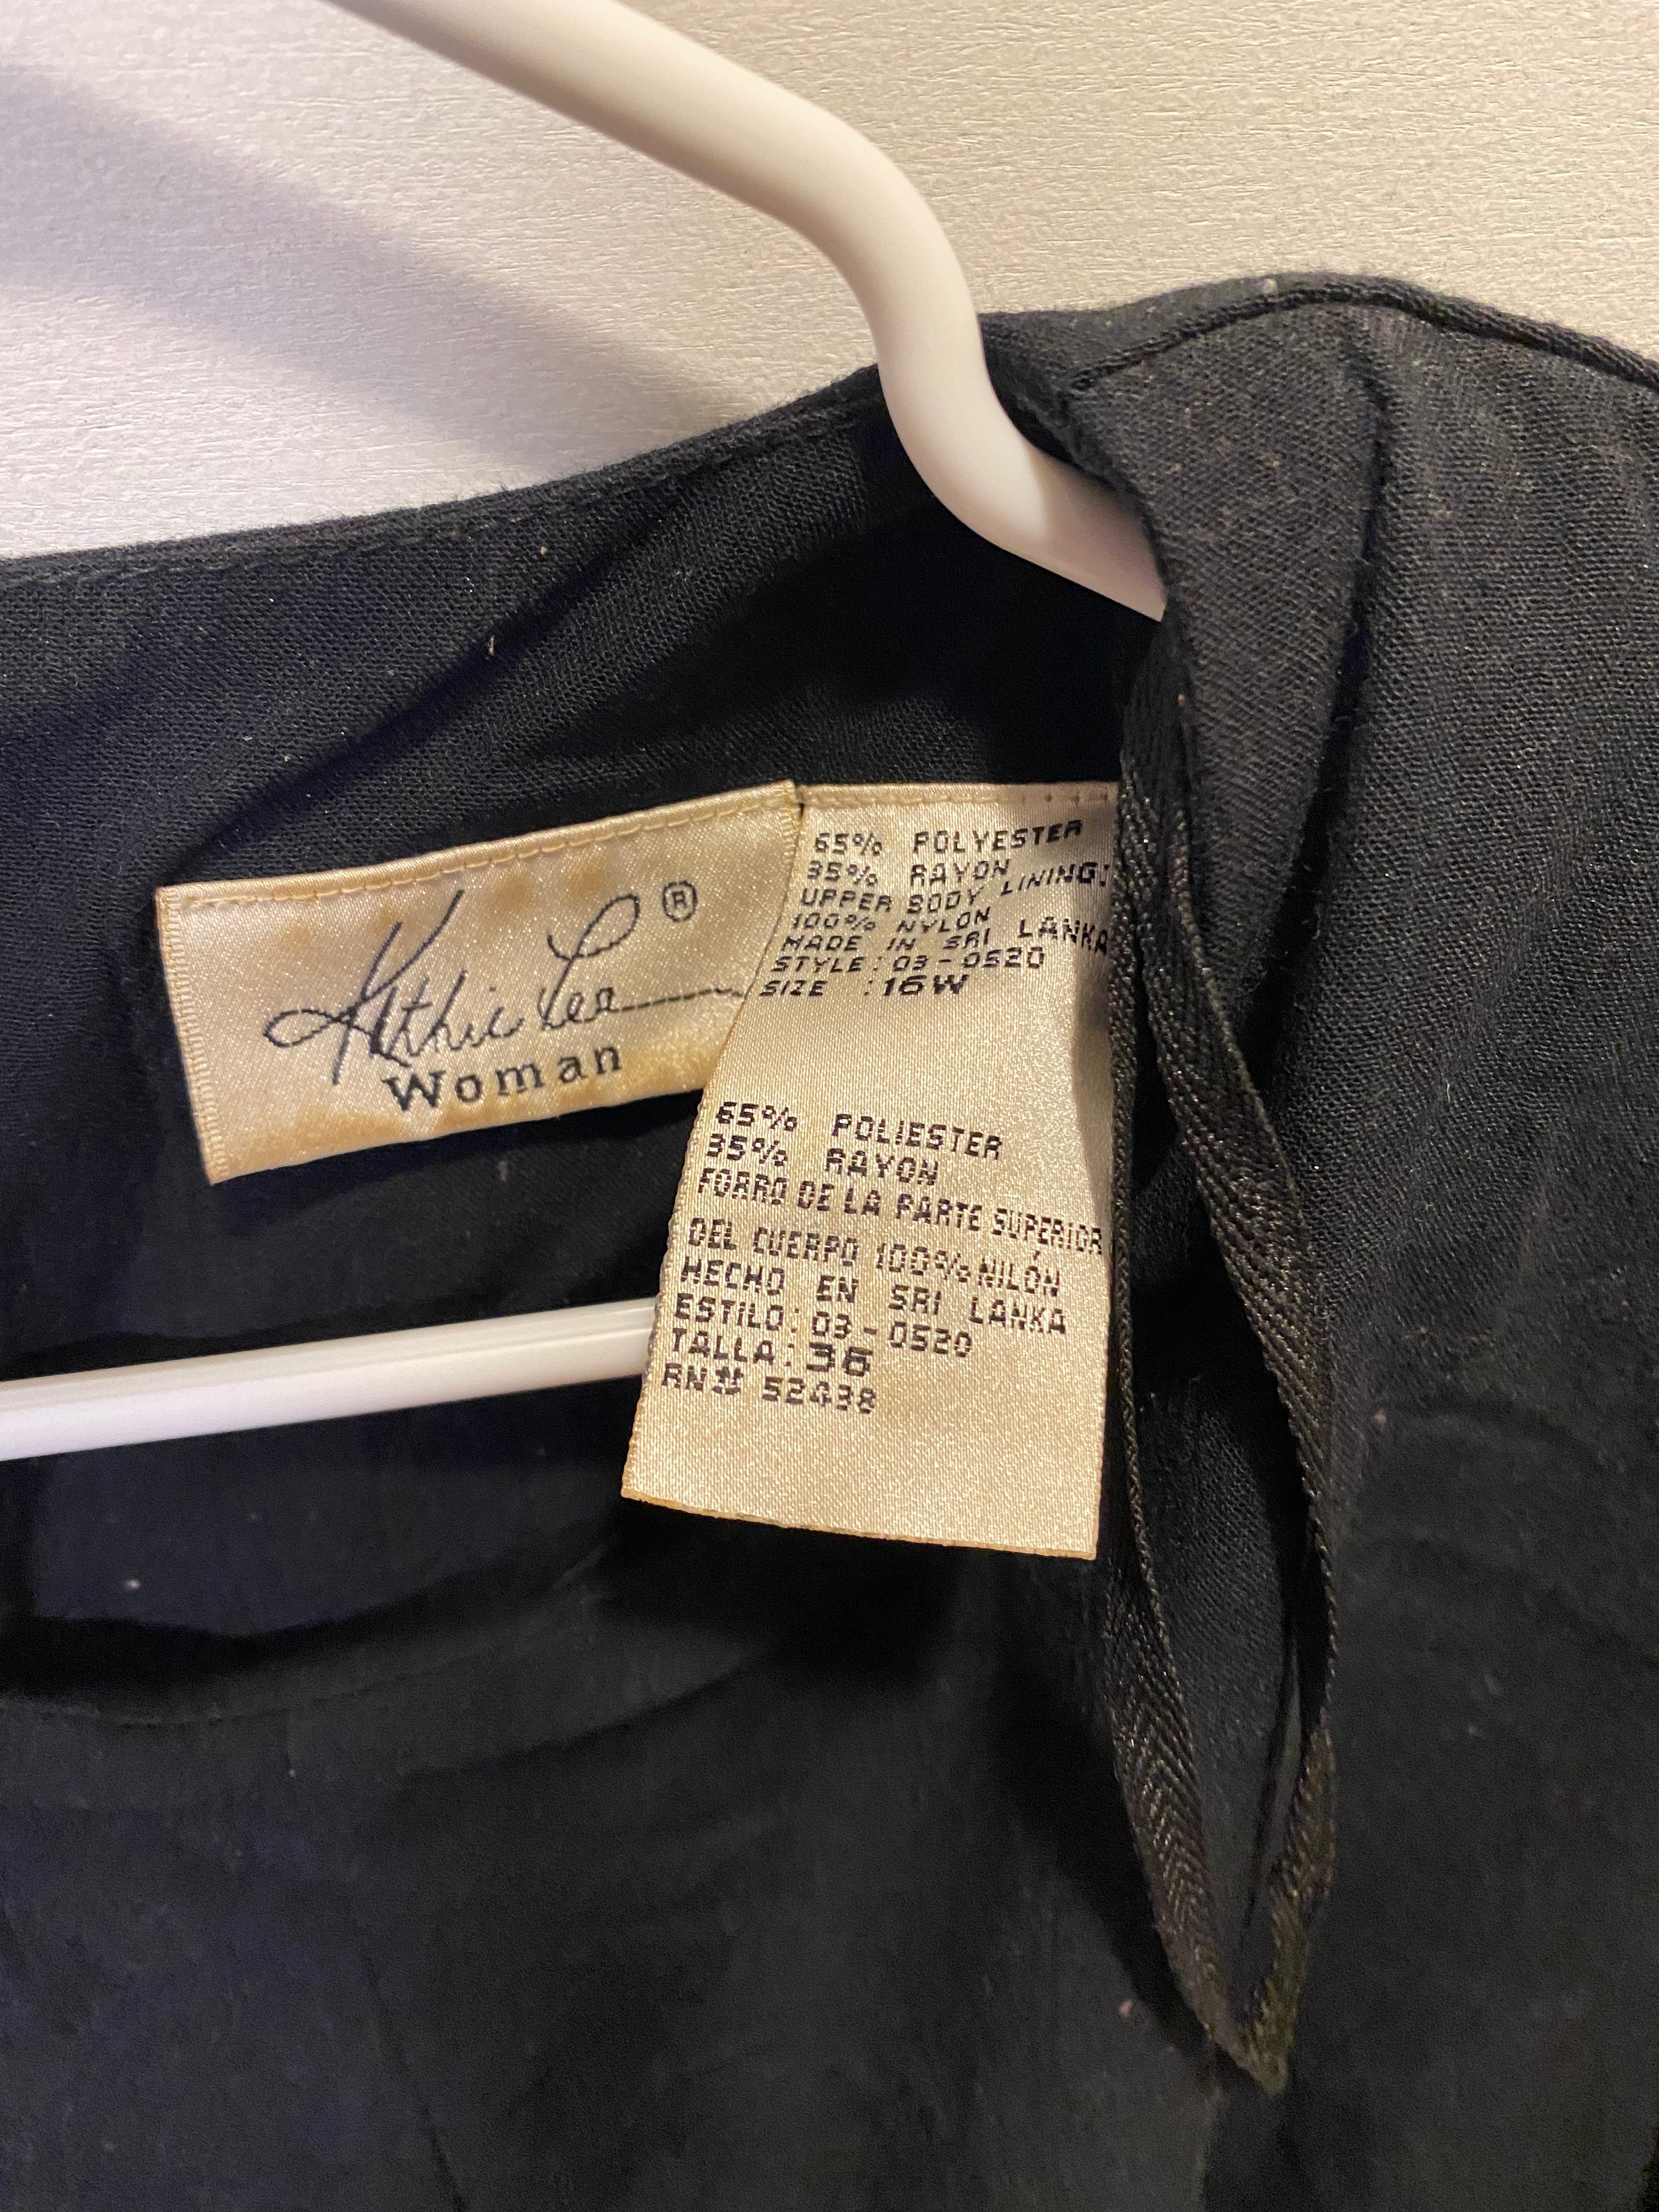 Kathie Lee ®
Woman
65% POLYESTER
35% RAYON
UPPER BODY LINING:
100% NYLON
MADE IN SRI LANKA
STYLE: 03-0520
SIZE : 16W
65% POLIESTER
35% RAYON
FORRO DE LA PARTE SUPERIOR
DEL CUERPO 100% NILÓN
HECHO EN SRI LANKA
ESTILO: 03-0520
TALLA: 36
RN# 52438